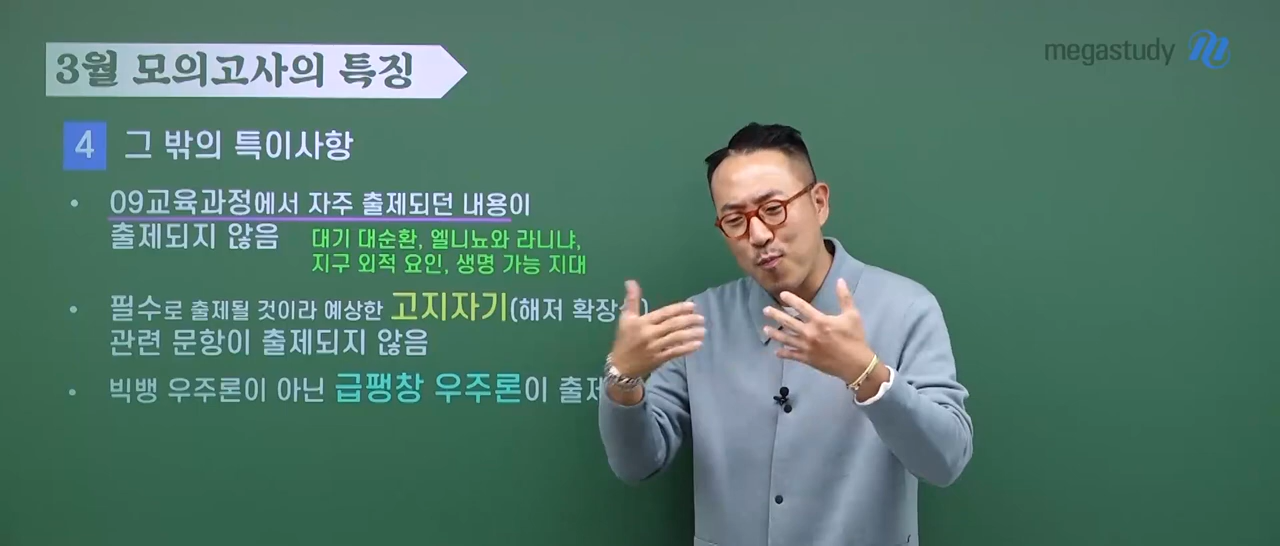 megastudy
3월 모의고사의 특징
4 그 밖의 특이사항
• 09교육과정에서 자주 출제되던 내용이
출제되지 않음
대기 대순환, 엘니뇨와 라니냐,
지구 외적 요인, 생명 가능 지대
• 필수로 출제될 것이라 예상한 고지자기(해저 확장설)
관련 문항이 출제되지 않음
• 빅뱅 우주론이 아닌 급팽창 우주론이 출제